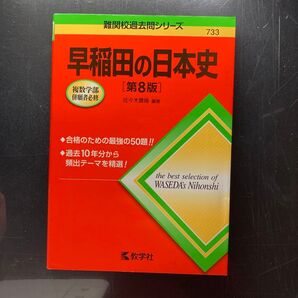 難関校過去問シリーズ
733
早稲田の日本史
[第8版]
複数学部
併願者必修
佐々木貴倫 編著
◆合格のための最強の50題!!
◆過去10年分から
頻出テーマを精選!
the best selection of
WASEDA's Nihonshi
教学社